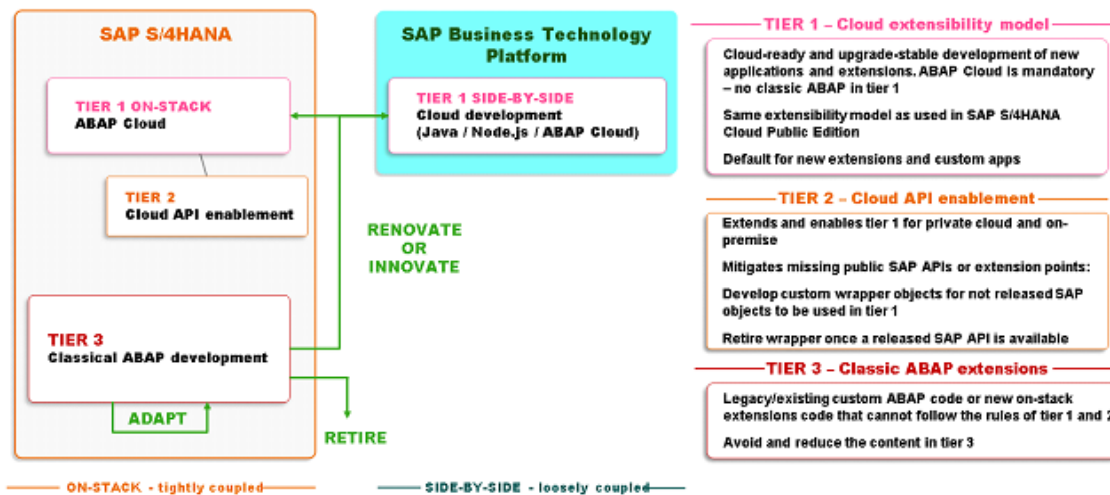 SAP S/4HANA
TIER 1 ON-STACK
ABAP Cloud
TIER 2
Cloud API enablement
TIER 3
Classical ABAP development
ADAPT
ON-STACK - tightly coupled
SAP Business Technology
Platform
TIER 1 SIDE-BY-SIDE
Cloud development
(Java / Node.js / ABAP Cloud)
RENOVATE
OR
INNOVATE
RETIRE
SIDE-BY-SIDE - loosely coupled
TIER 1 – Cloud extensibility model
Cloud-ready and upgrade-stable development of new
applications and extensions. ABAP Cloud is mandatory
– no classic ABAP in tier 1
Same extensibility model as used in SAP S/4HANA
Cloud Public Edition
Default for new extensions and custom apps
TIER 2 – Cloud API enablement
Extends and enables tier 1 for private cloud and on-
premise
Mitigates missing public SAP APIs or extension points:
Develop custom wrapper objects for not released SAP
objects to be used in tier 1
Retire wrapper once a released SAP API is available
TIER 3 – Classic ABAP extensions
Legacy/existing custom ABAP code or new on-stack
extensions code that cannot follow the rules of tier 1 and 2
Avoid and reduce the content in tier 3